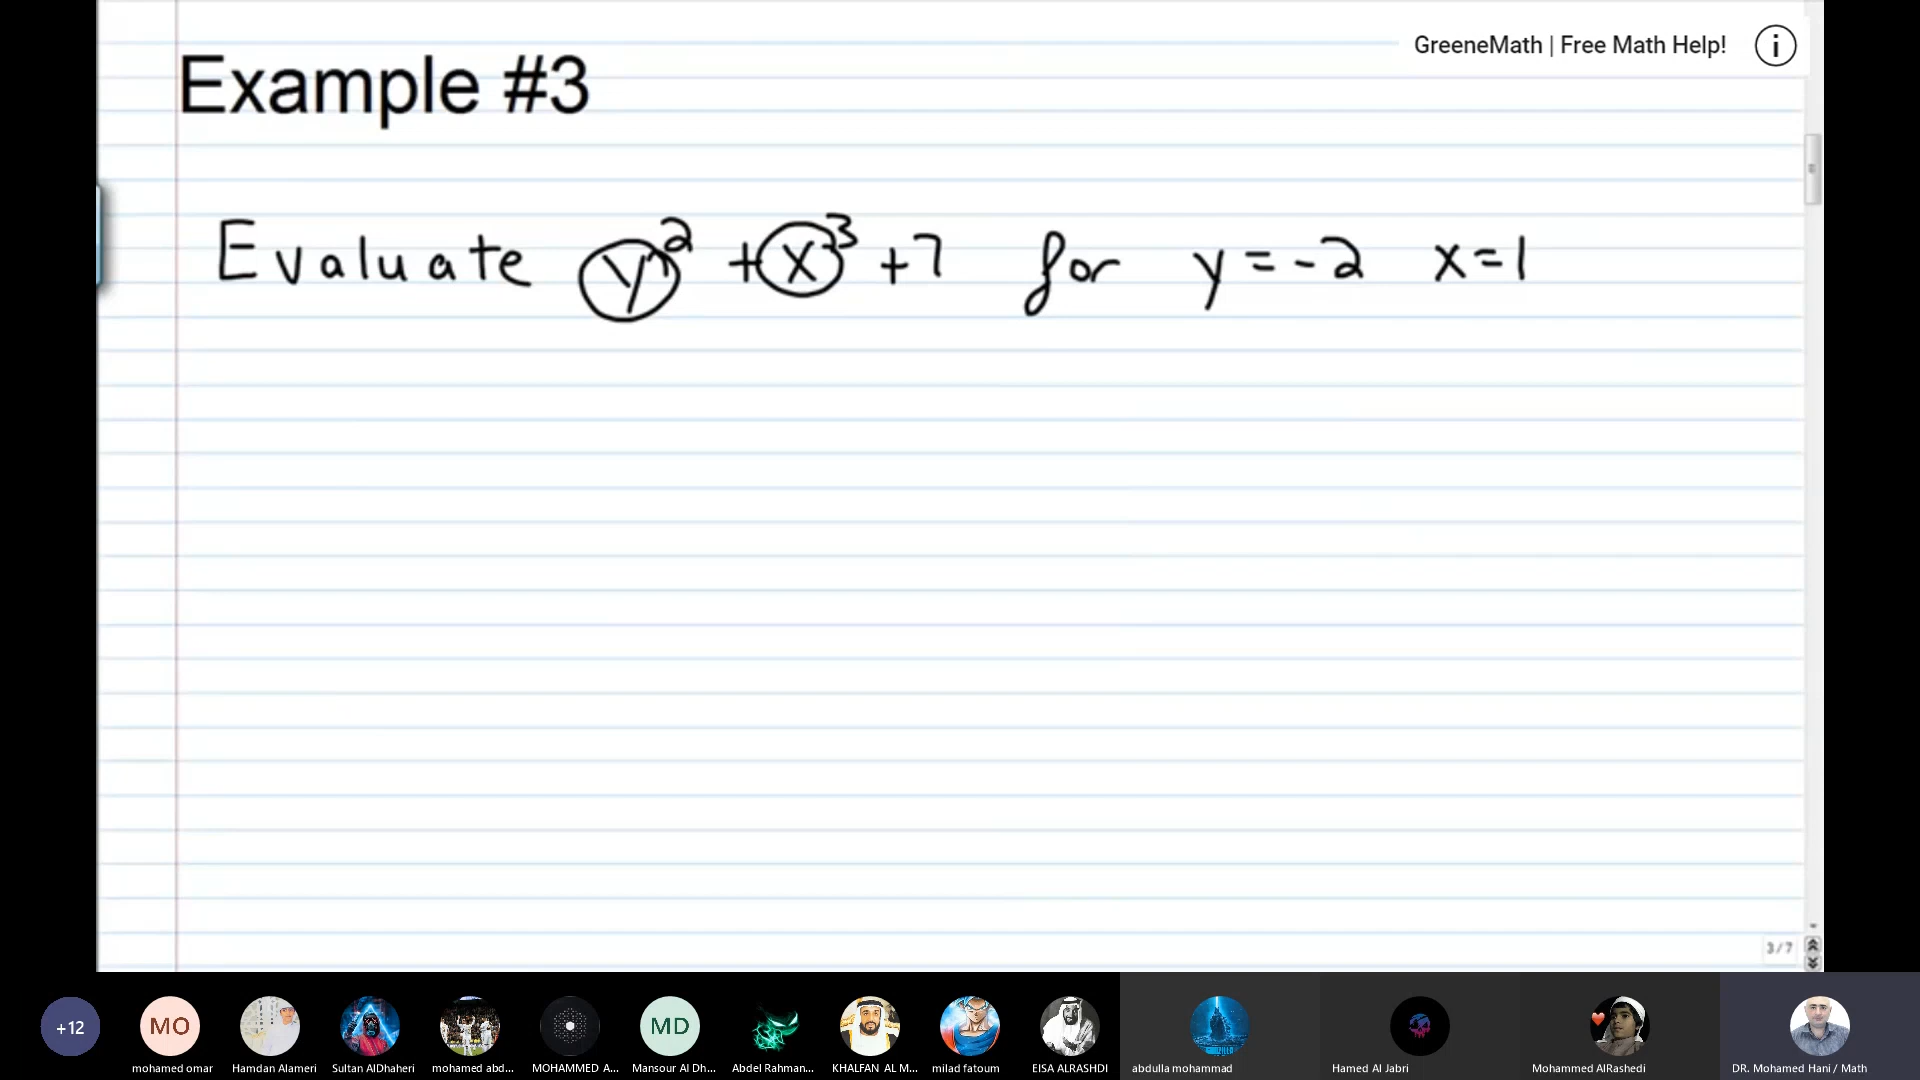 GreeneMath | Free Math Help!
Example #3
Evaluate y² + x³ + 7 for y = -2 x = 1
3/7
+12
MO
MD
mohamed omar
Hamdan Alameri
Sultan AlDhaheri
mohamed abd...
MOHAMMED A...
Mansour Al Dh...
Abdel Rahman...
KHALFAN AL M...
milad fatoum
EISA ALRASHDI
abdulla mohammad
Hamed Al Jabri
Mohammed AlRashedi
DR. Mohamed Hani / Math